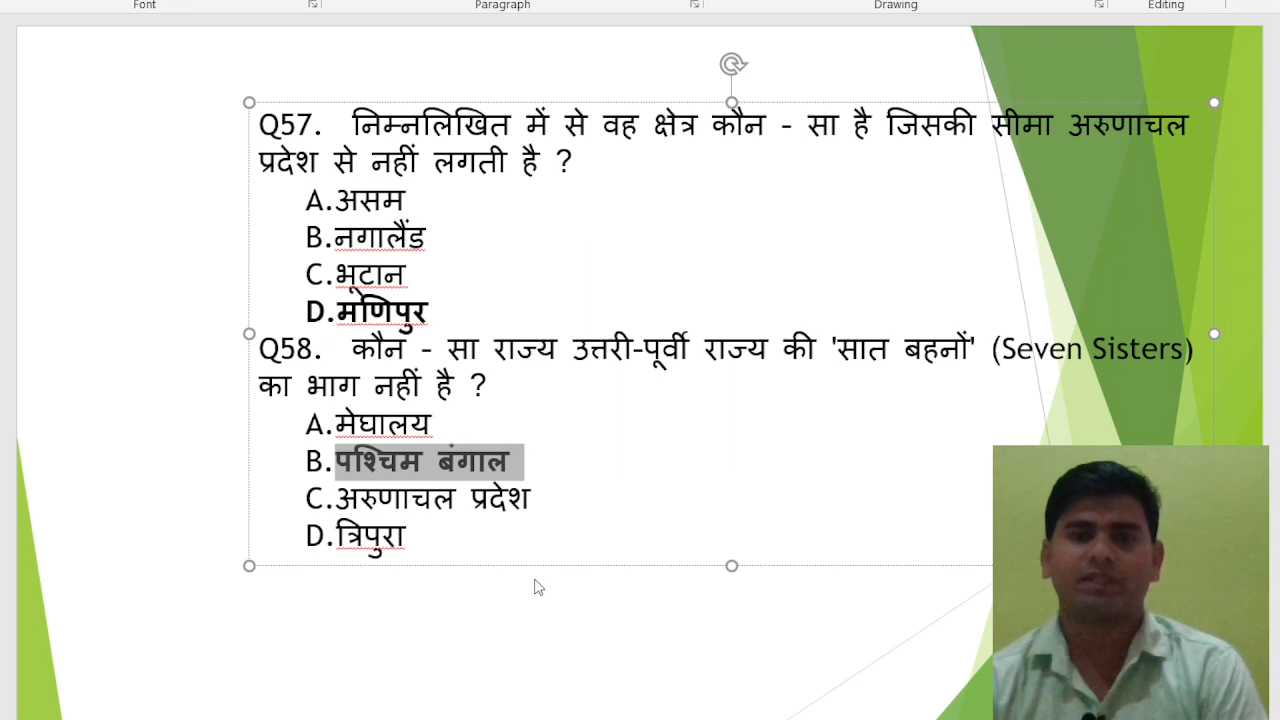 Font Paragraph Drawing Editing
Q57. निम्नलिखित में से वह क्षेत्र कौन - सा है जिसकी सीमा अरुणाचल
प्रदेश से नहीं लगती है ?
A.असम
B.नगालैंड
C.भूटान
D.मणिपुर
Q58. कौन - सा राज्य उत्तरी-पूर्वी राज्य की 'सात बहनों' (Seven Sisters)
का भाग नहीं है ?
A.मेघालय
B.पश्चिम बंगाल
C.अरुणाचल प्रदेश
D.त्रिपुरा